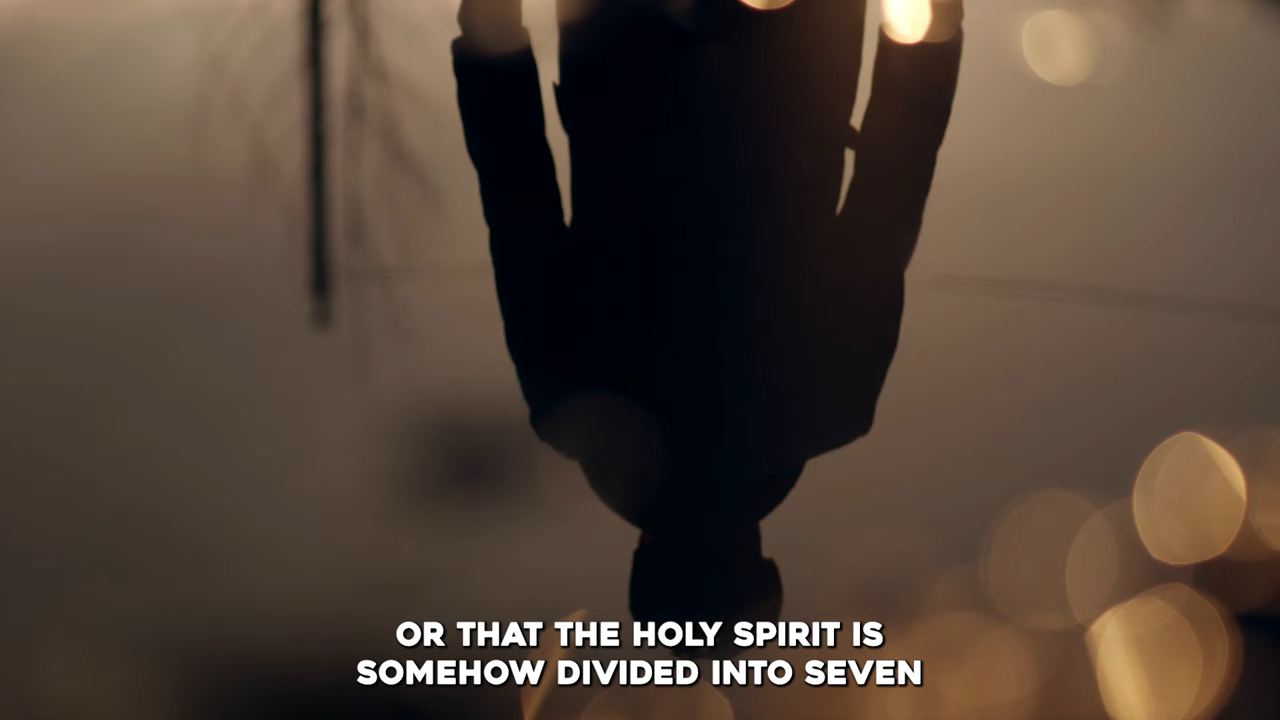 OR THAT THE HOLY SPIRIT IS
SOMEHOW DIVIDED INTO SEVEN